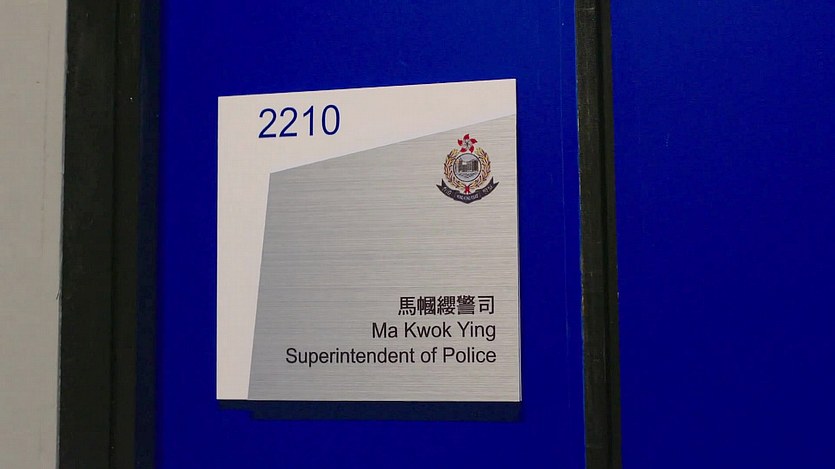 2210
馬幗纓警司
Ma Kwok Ying
Superintendent of Police